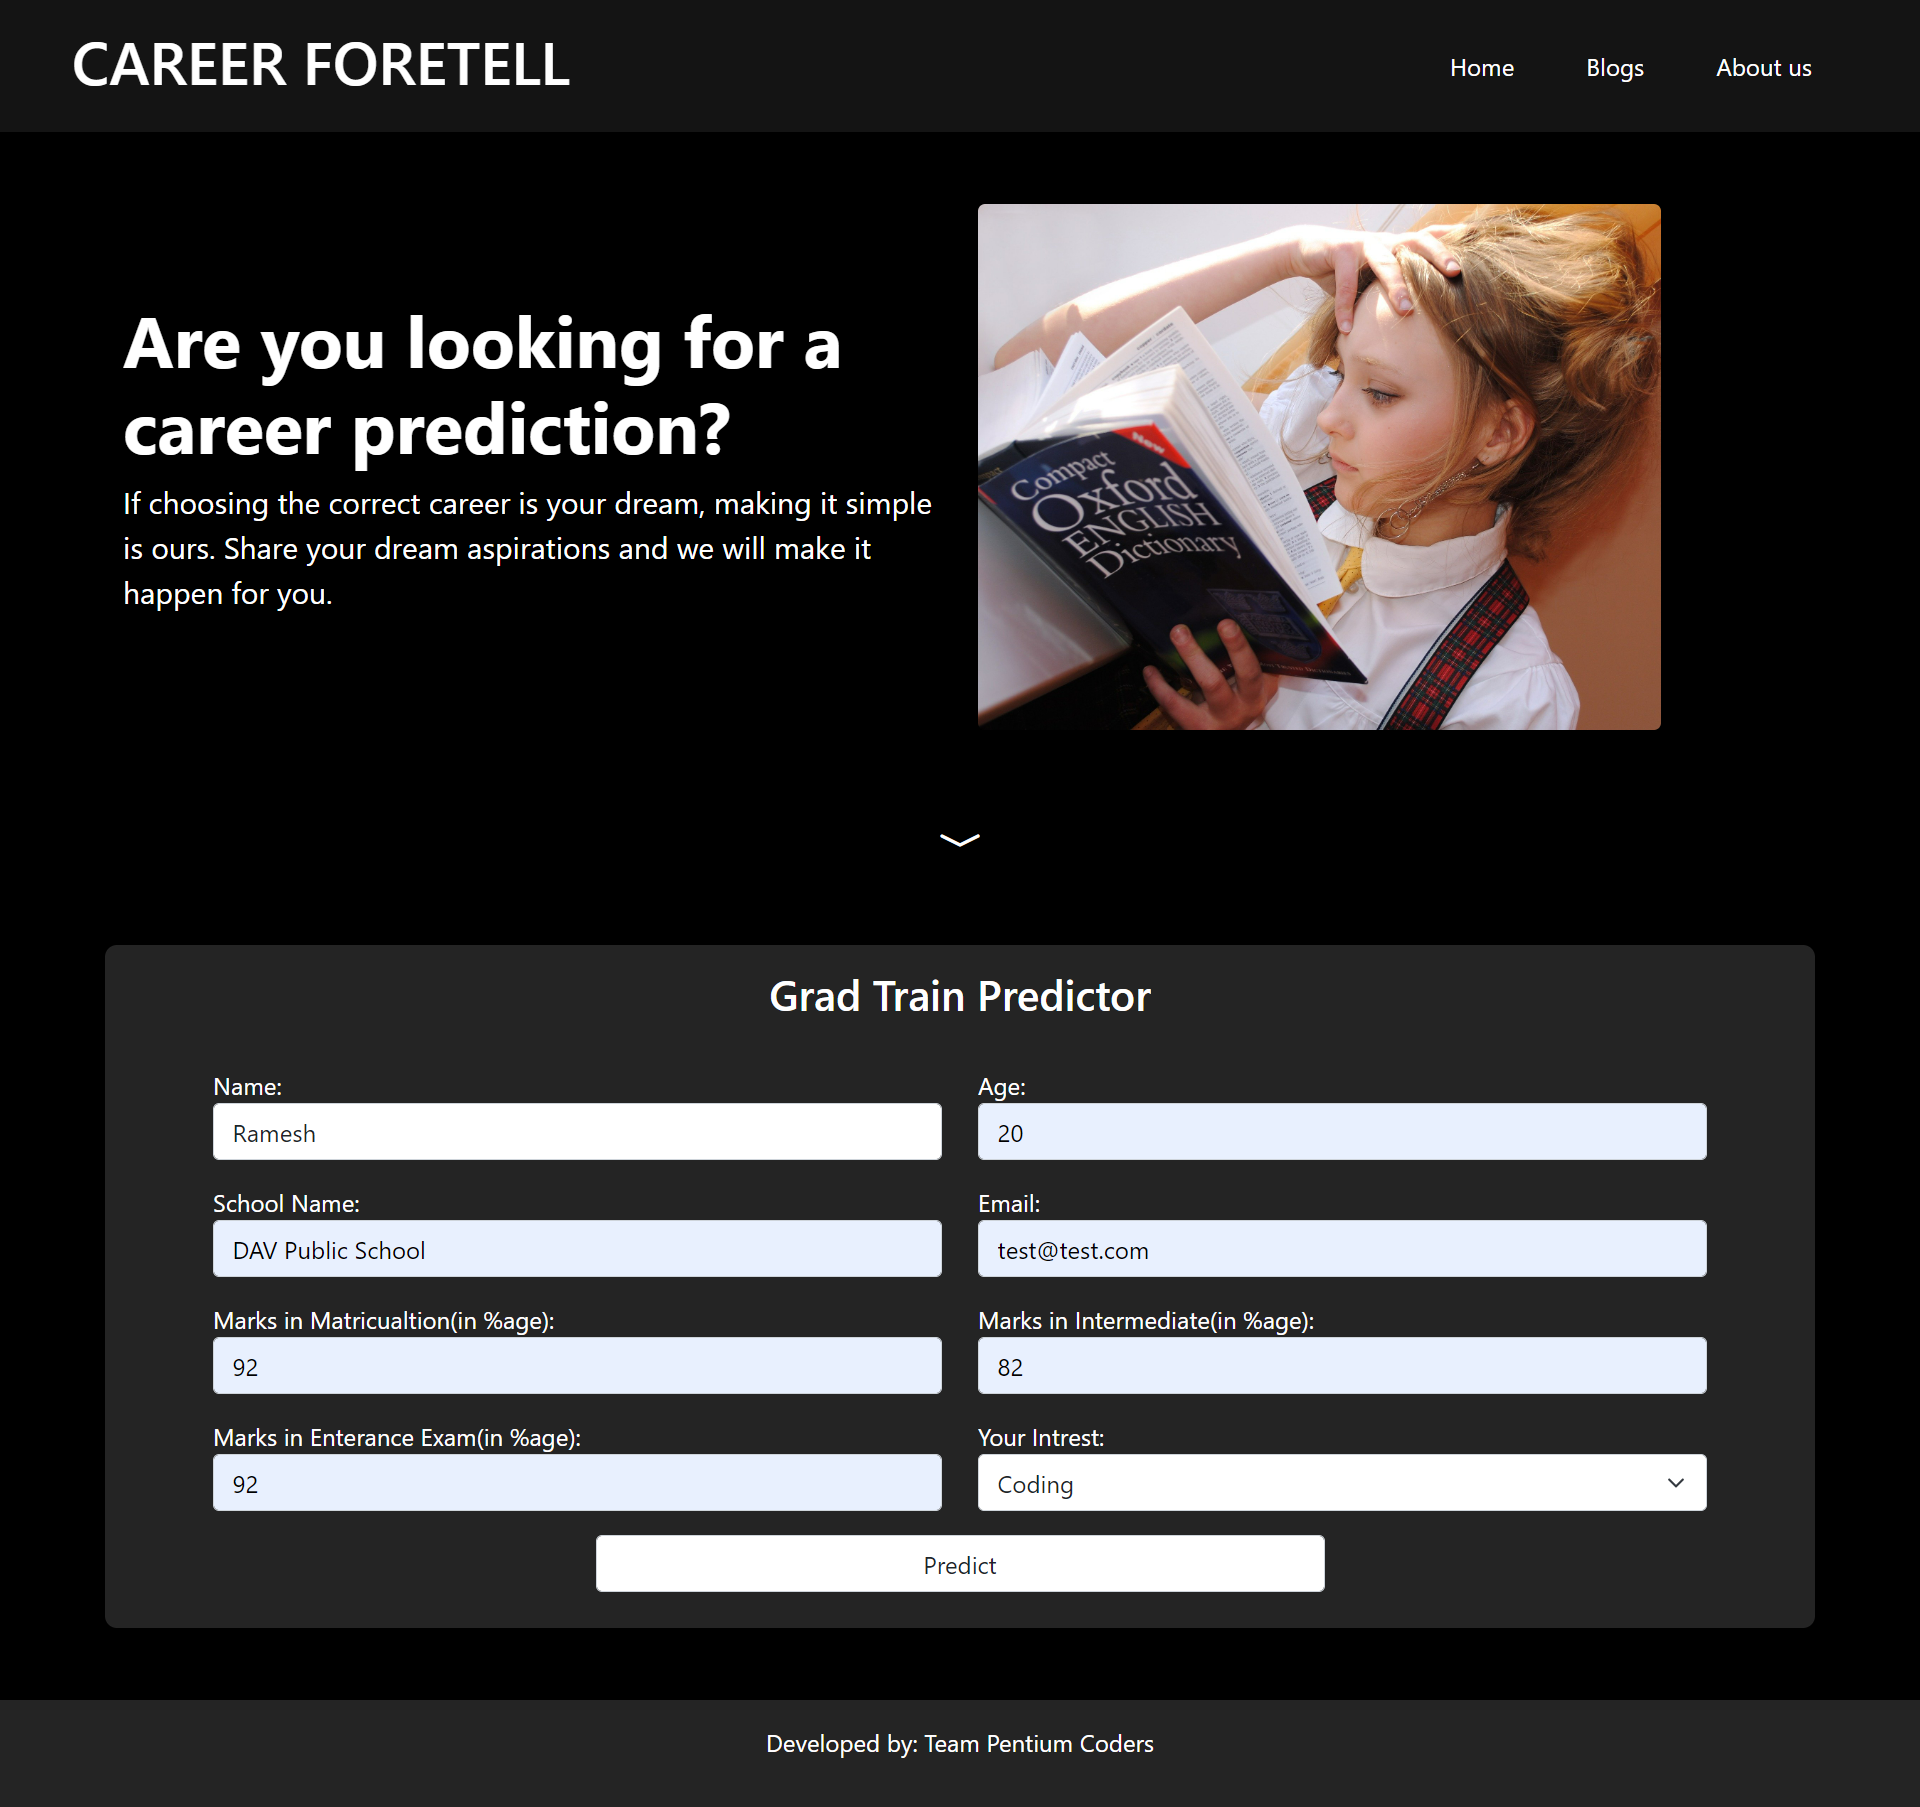 CAREER FORETELL
Home
Blogs
About us
Are you looking for a
career prediction?
If choosing the correct career is your dream, making it simple
is ours. Share your dream aspirations and we will make it
happen for you.
New
Compact
Oxford
ENGLISH
Dictionary
Grad Train Predictor
Name:
Age:
Ramesh
20
School Name:
Email:
DAV Public School
test@test.com
Marks in Matricualtion(in %age):
Marks in Intermediate(in %age):
92
82
Marks in Enterance Exam(in %age):
Your Intrest:
92
Coding
Predict
Developed by: Team Pentium Coders